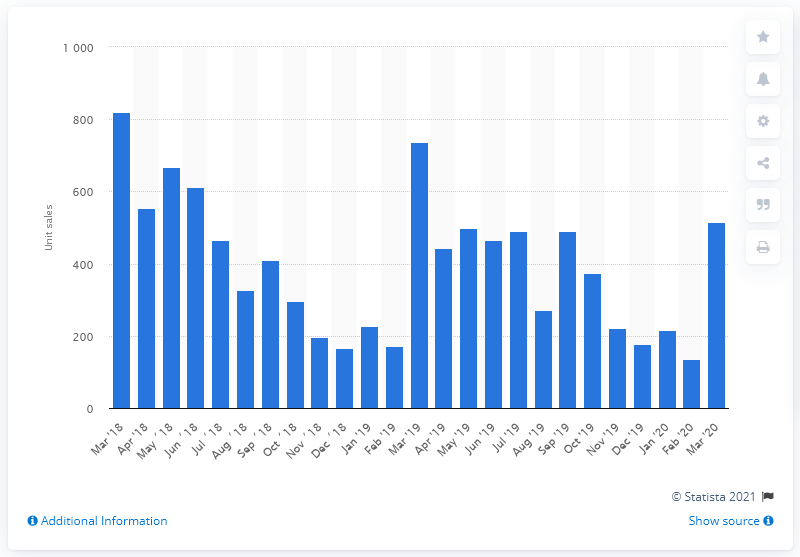 1 000
800
600
400
200
0
Unit sales
Mar '18
Apr '18
May ' 18
Jun ' 18
Jul ' 18
Aug ' 18
Sep ' 18
Oct ' 18
Nov ' 18
Dec ' 18
Jan '19
Feb '19
Mar '19
Apr '19
May '19
Jun '19
Jul '19
Aug '19
Sep '19
Oct '19
Nov '19
Dec '19
Jan '20
Feb '20
Mar '20
© Statista 2021
Additional Information
Show source